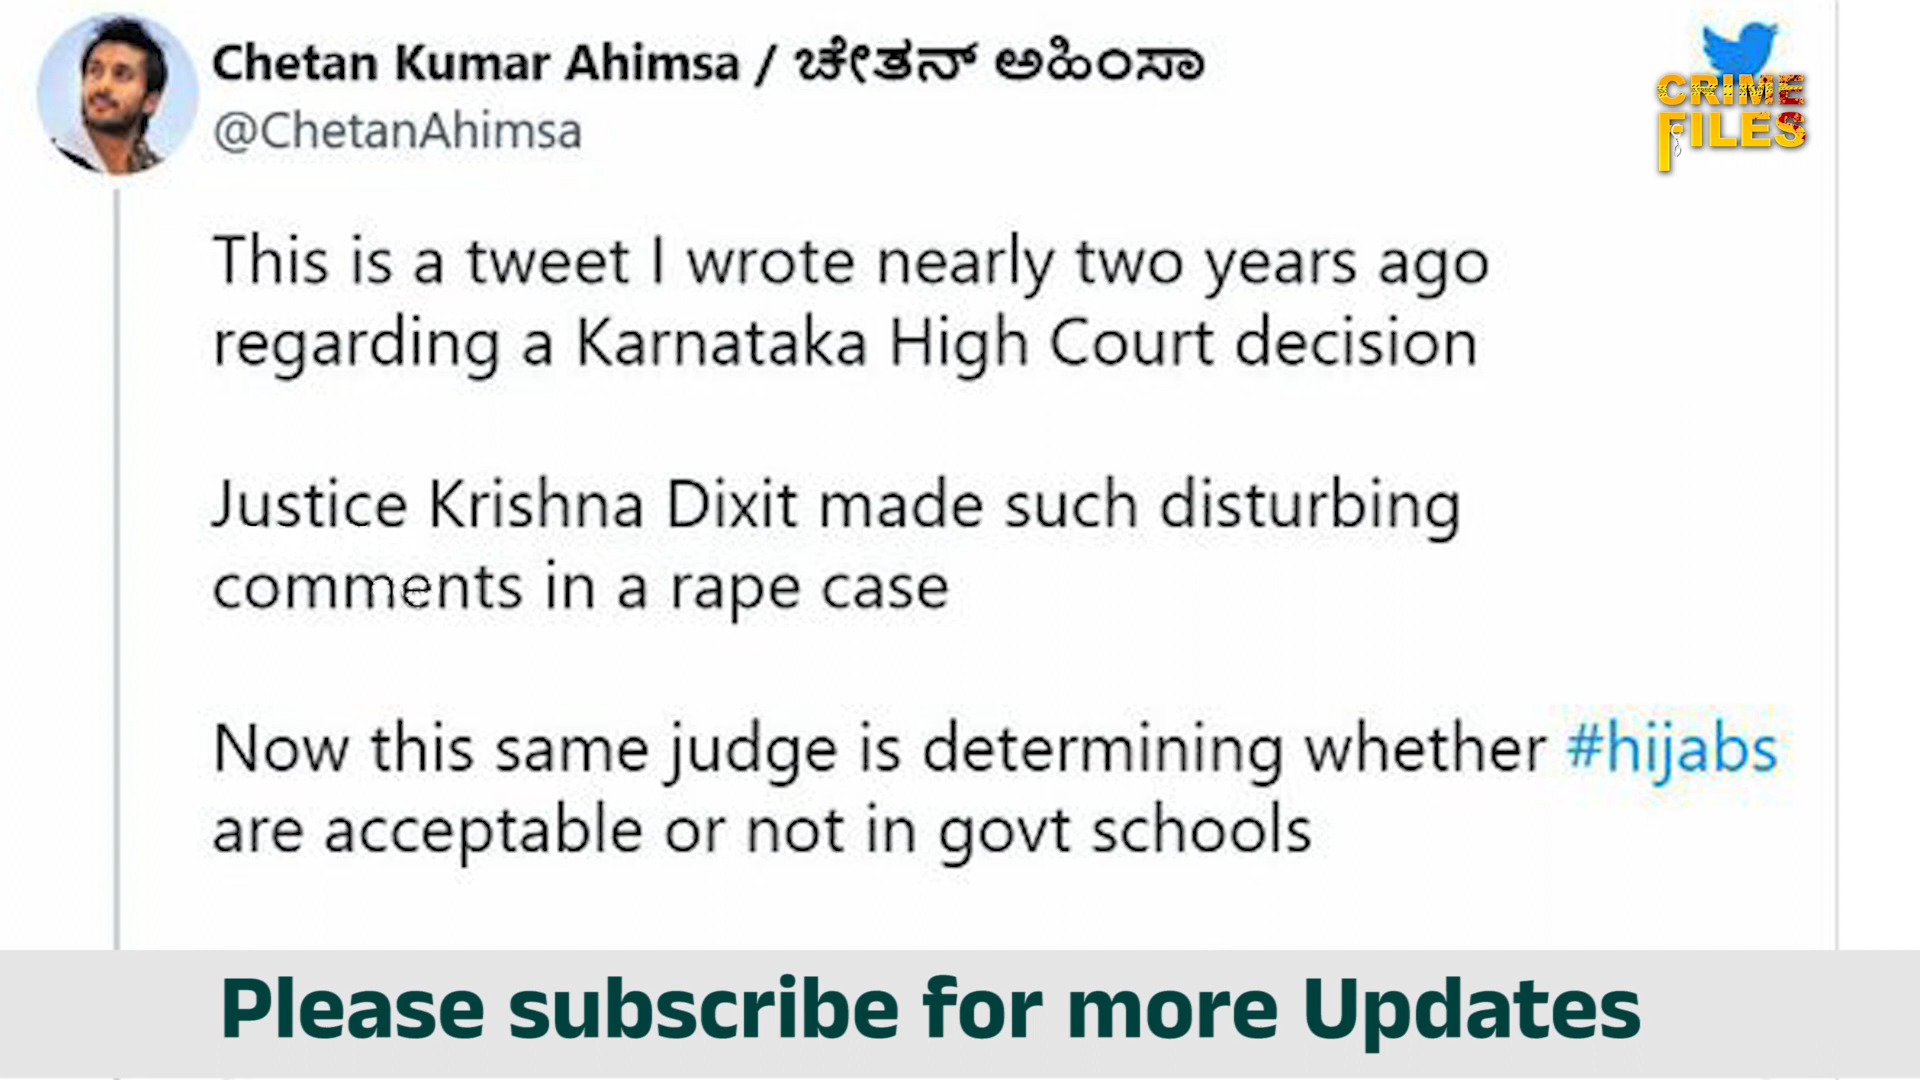 Chetan Kumar Ahimsa / ಚೇತನ್ ಅಹಿಂಸಾ
@ChetanAhimsa
CRIME
FILES
This is a tweet I wrote nearly two years ago
regarding a Karnataka High Court decision
Justice Krishna Dixit made such disturbing
comments in a rape case
Now this same judge is determining whether #hijabs
are acceptable or not in govt schools
Please subscribe for more Updates